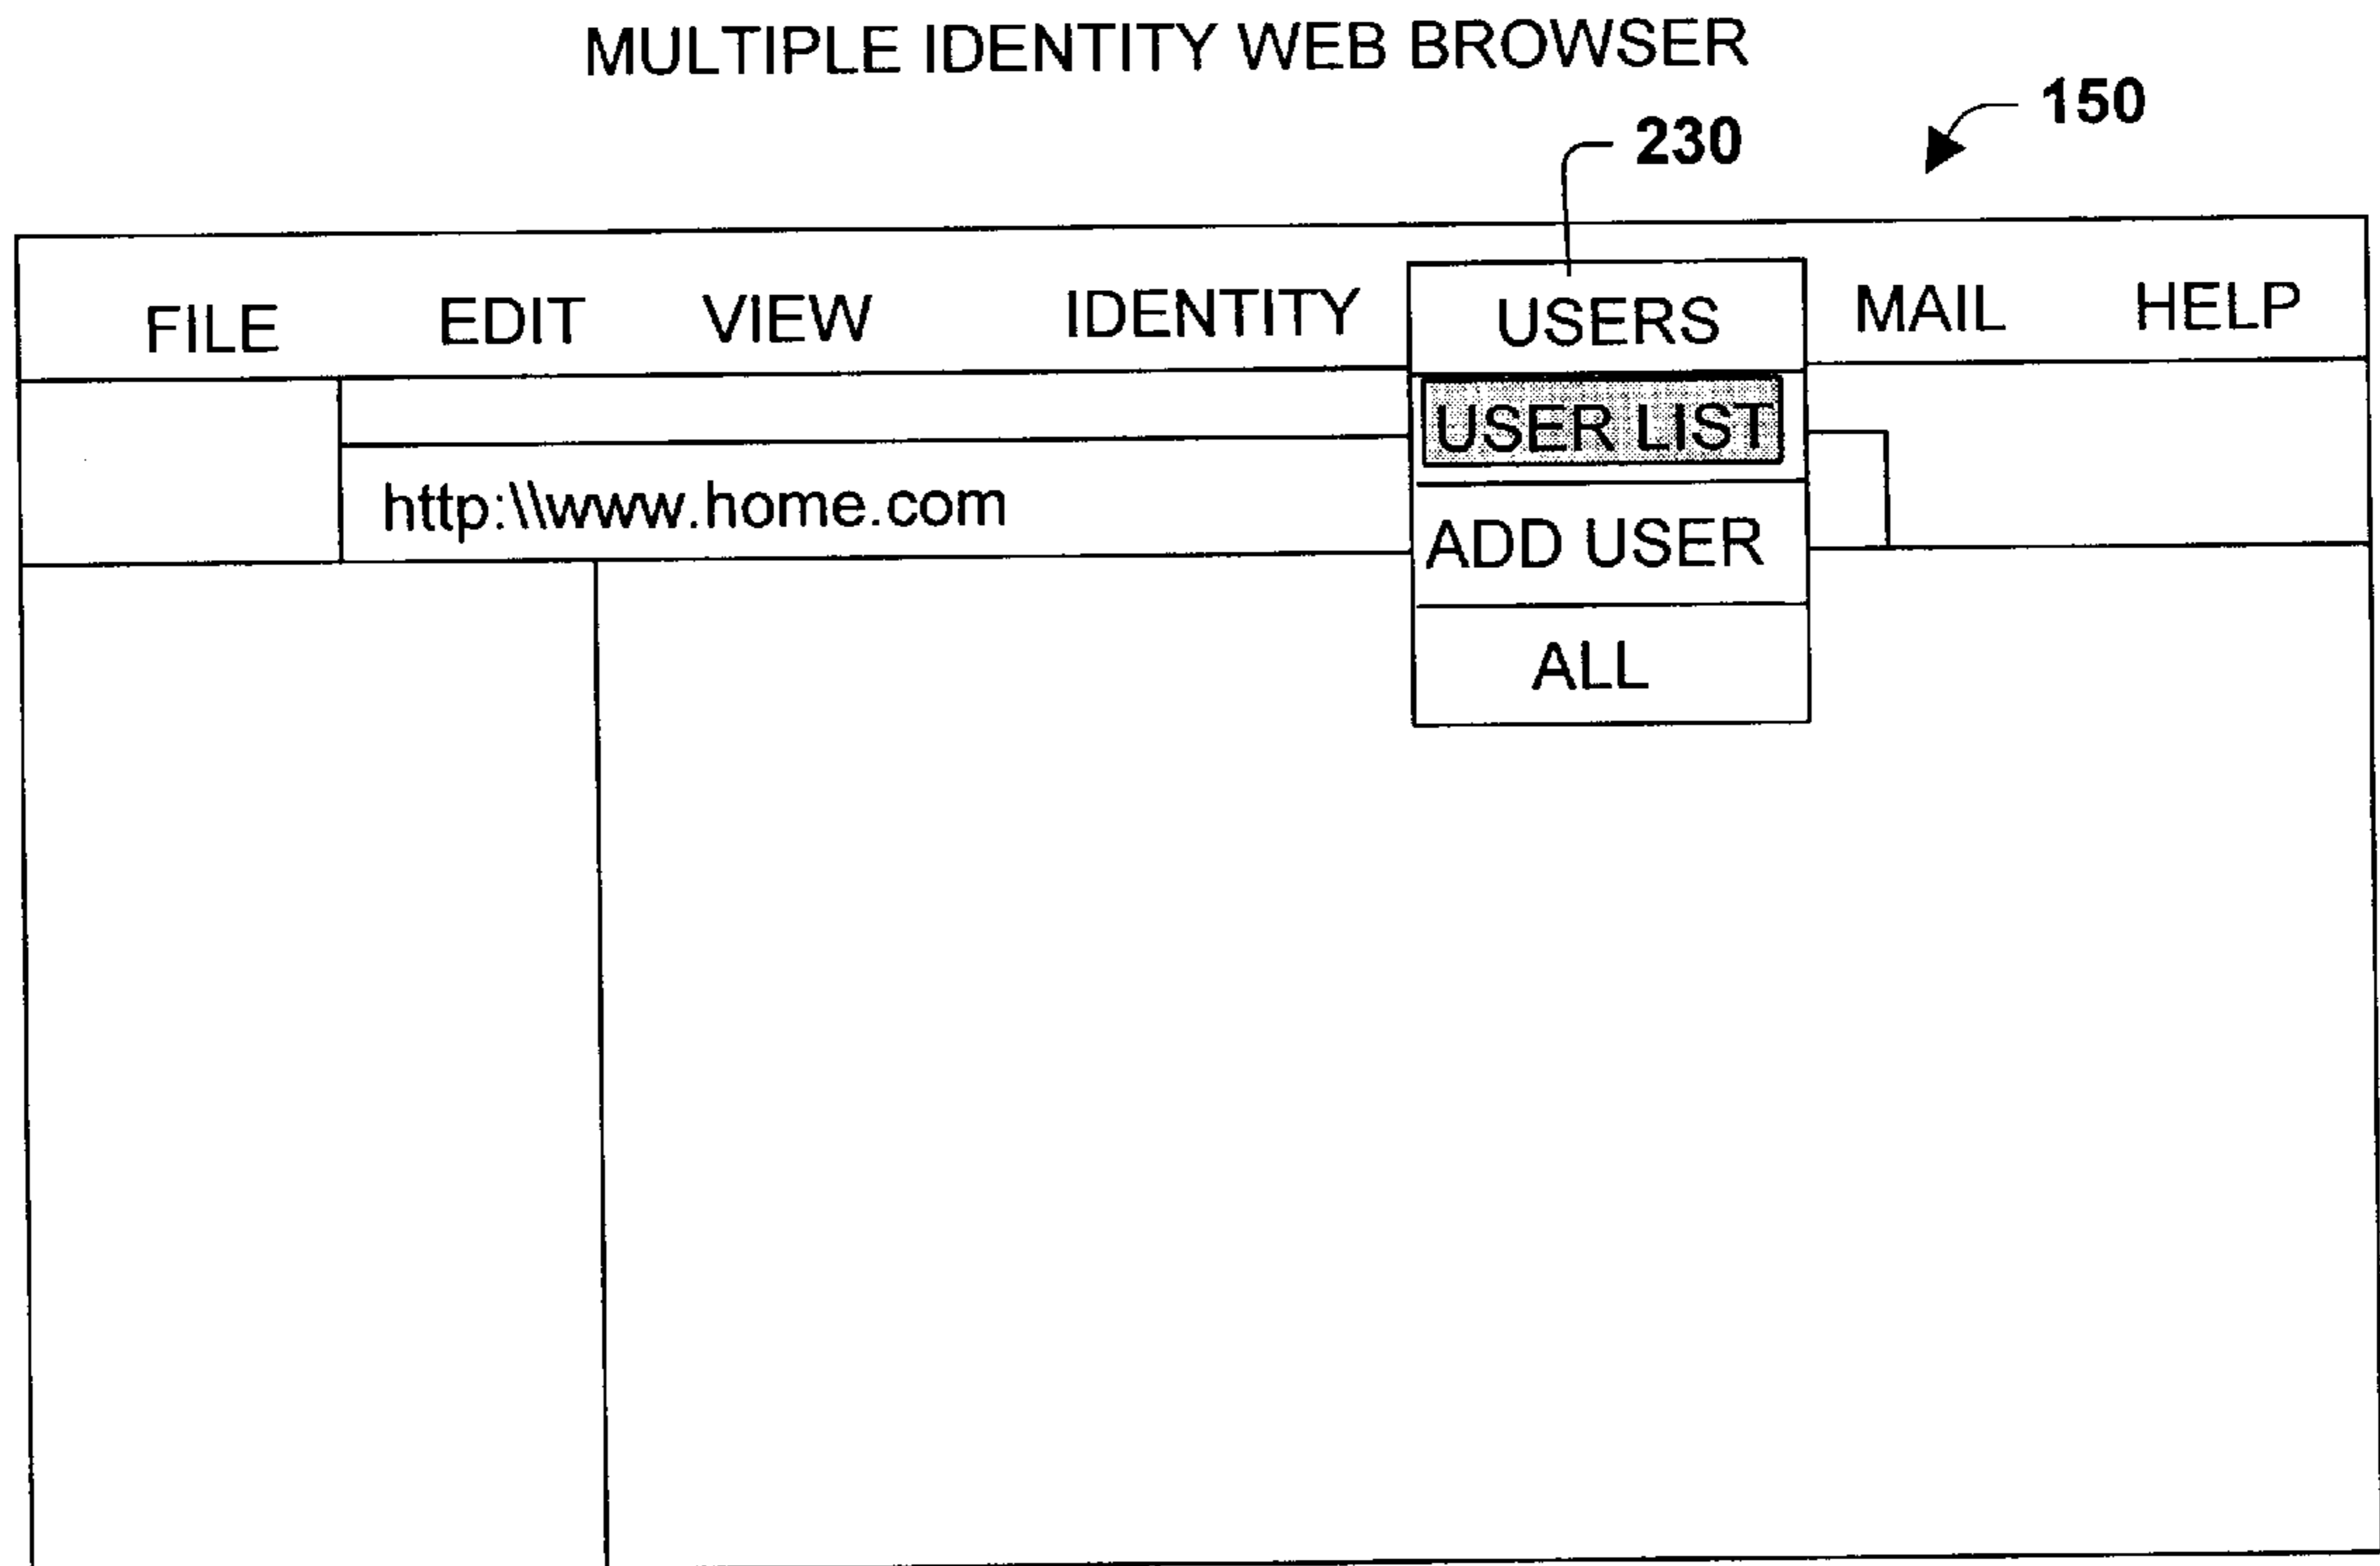 MULTIPLE IDENTITY WEB BROWSER
150
230
FILE EDIT VIEW IDENTITY USERS MAIL HELP
USER LIST
http:\\www.home.com
ADD USER
ALL